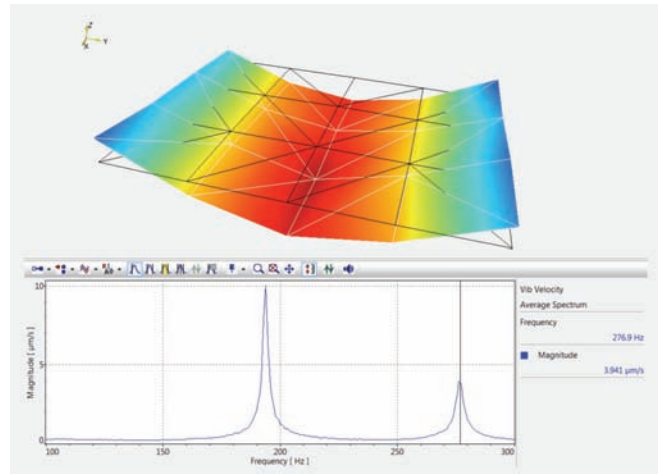 Z
Y
X
Vib Velocity
Average Spectrum
Frequency
276.9 Hz
Magnitude
3.941 μm/s
Magnitude [ μm/s ]
10
5
0
100
150
200
250
300
Frequency [ Hz ]